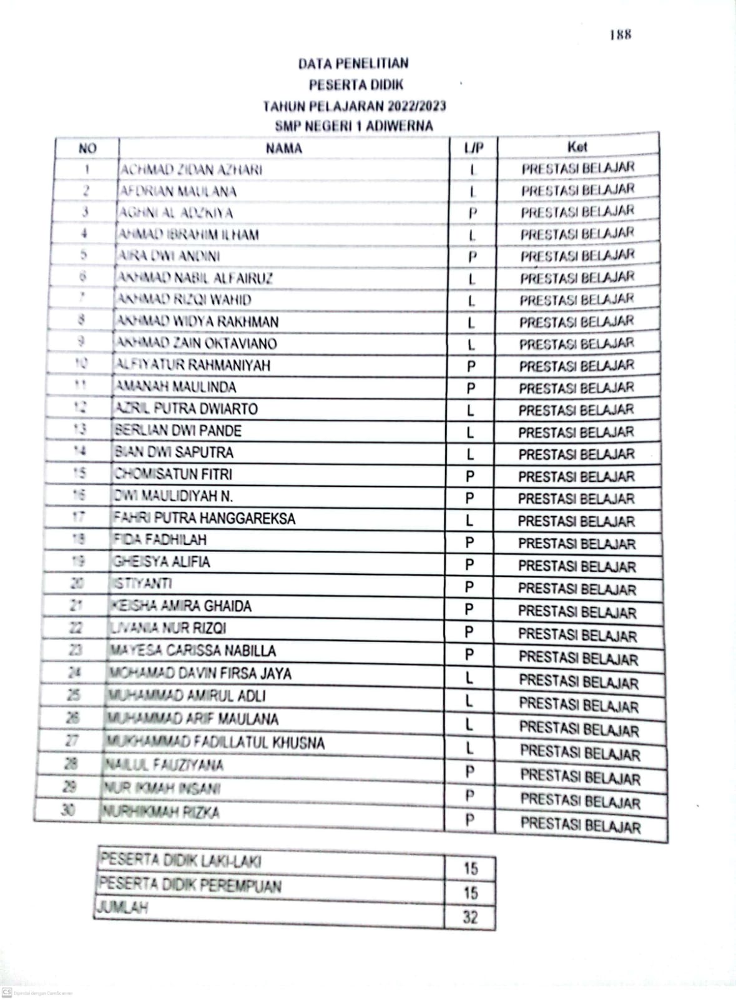 188
DATA PENELITIAN
PESERTA DIDIK
TAHUN PELAJARAN 2022/2023
SMP NEGERI 1 ADIWERNA
NO NAMA L/P Ket
1 ACHMAD ZIDAN AZHARI L PRESTASI BELAJAR
2 AFDRIAN MAULANA L PRESTASI BELAJAR
3 AGHNI AL ADZKIYA P PRESTASI BELAJAR
4 AHMAD IBRAHIM ILHAM L PRESTASI BELAJAR
5 AIRA DWI ANDINI P PRESTASI BELAJAR
6 AKHMAD NABIL ALFAIRUZ L PRESTASI BELAJAR
7 AKHMAD RIZQI WAHID L PRESTASI BELAJAR
8 AKHMAD WIDYA RAKHMAN L PRESTASI BELAJAR
9 AKHMAD ZAIN OKTAVIANO L PRESTASI BELAJAR
10 ALFIYATUR RAHMANIYAH P PRESTASI BELAJAR
11 AMANAH MAULINDA P PRESTASI BELAJAR
12 AZRIL PUTRA DWIARTO L PRESTASI BELAJAR
13 BERLIAN DWI PANDE L PRESTASI BELAJAR
14 BIAN DWI SAPUTRA L PRESTASI BELAJAR
15 CHOMISATUN FITRI P PRESTASI BELAJAR
16 DWI MAULIDIYAH N. P PRESTASI BELAJAR
17 FAHRI PUTRA HANGGAREKSA L PRESTASI BELAJAR
18 FIDA FADHILAH P PRESTASI BELAJAR
19 GHEISYA ALIFIA P PRESTASI BELAJAR
20 ISTIYANTI P PRESTASI BELAJAR
21 KEISHA AMIRA GHAIDA P PRESTASI BELAJAR
22 LIVANIA NUR RIZQI P PRESTASI BELAJAR
23 MAYESA CARISSA NABILLA P PRESTASI BELAJAR
24 MOHAMAD DAVIN FIRSA JAYA L PRESTASI BELAJAR
25 MUHAMMAD AMIRUL ADLI L PRESTASI BELAJAR
26 MUHAMMAD ARIF MAULANA L PRESTASI BELAJAR
27 MUKHAMMAD FADILLATUL KHUSNA L PRESTASI BELAJAR
28 NAILUL FAUZIYANA P PRESTASI BELAJAR
29 NUR IKMAH INSANI P PRESTASI BELAJAR
30 NURHIKMAH RIZKA P PRESTASI BELAJAR
PESERTA DIDIK LAKI-LAKI 15
PESERTA DIDIK PEREMPUAN 15
JUMLAH 32
CS Dipindai dengan CamScanner